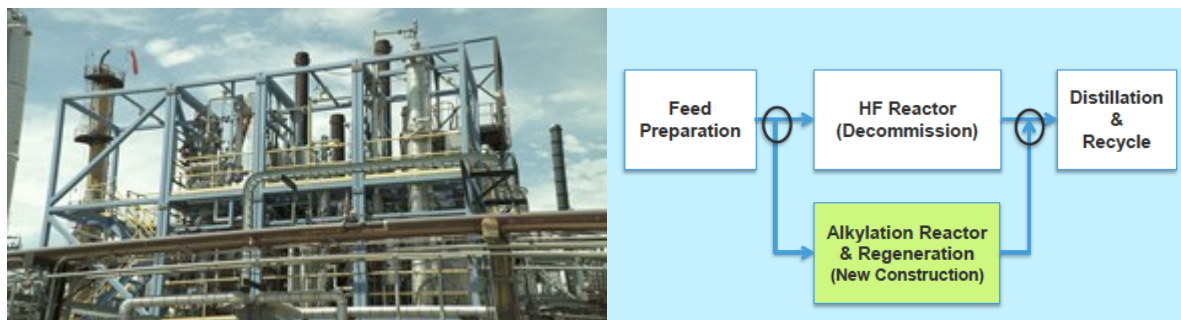 Feed
Preparation
HF Reactor
(Decommission)
Distillation
&
Recycle
Alkylation Reactor
& Regeneration
(New Construction)